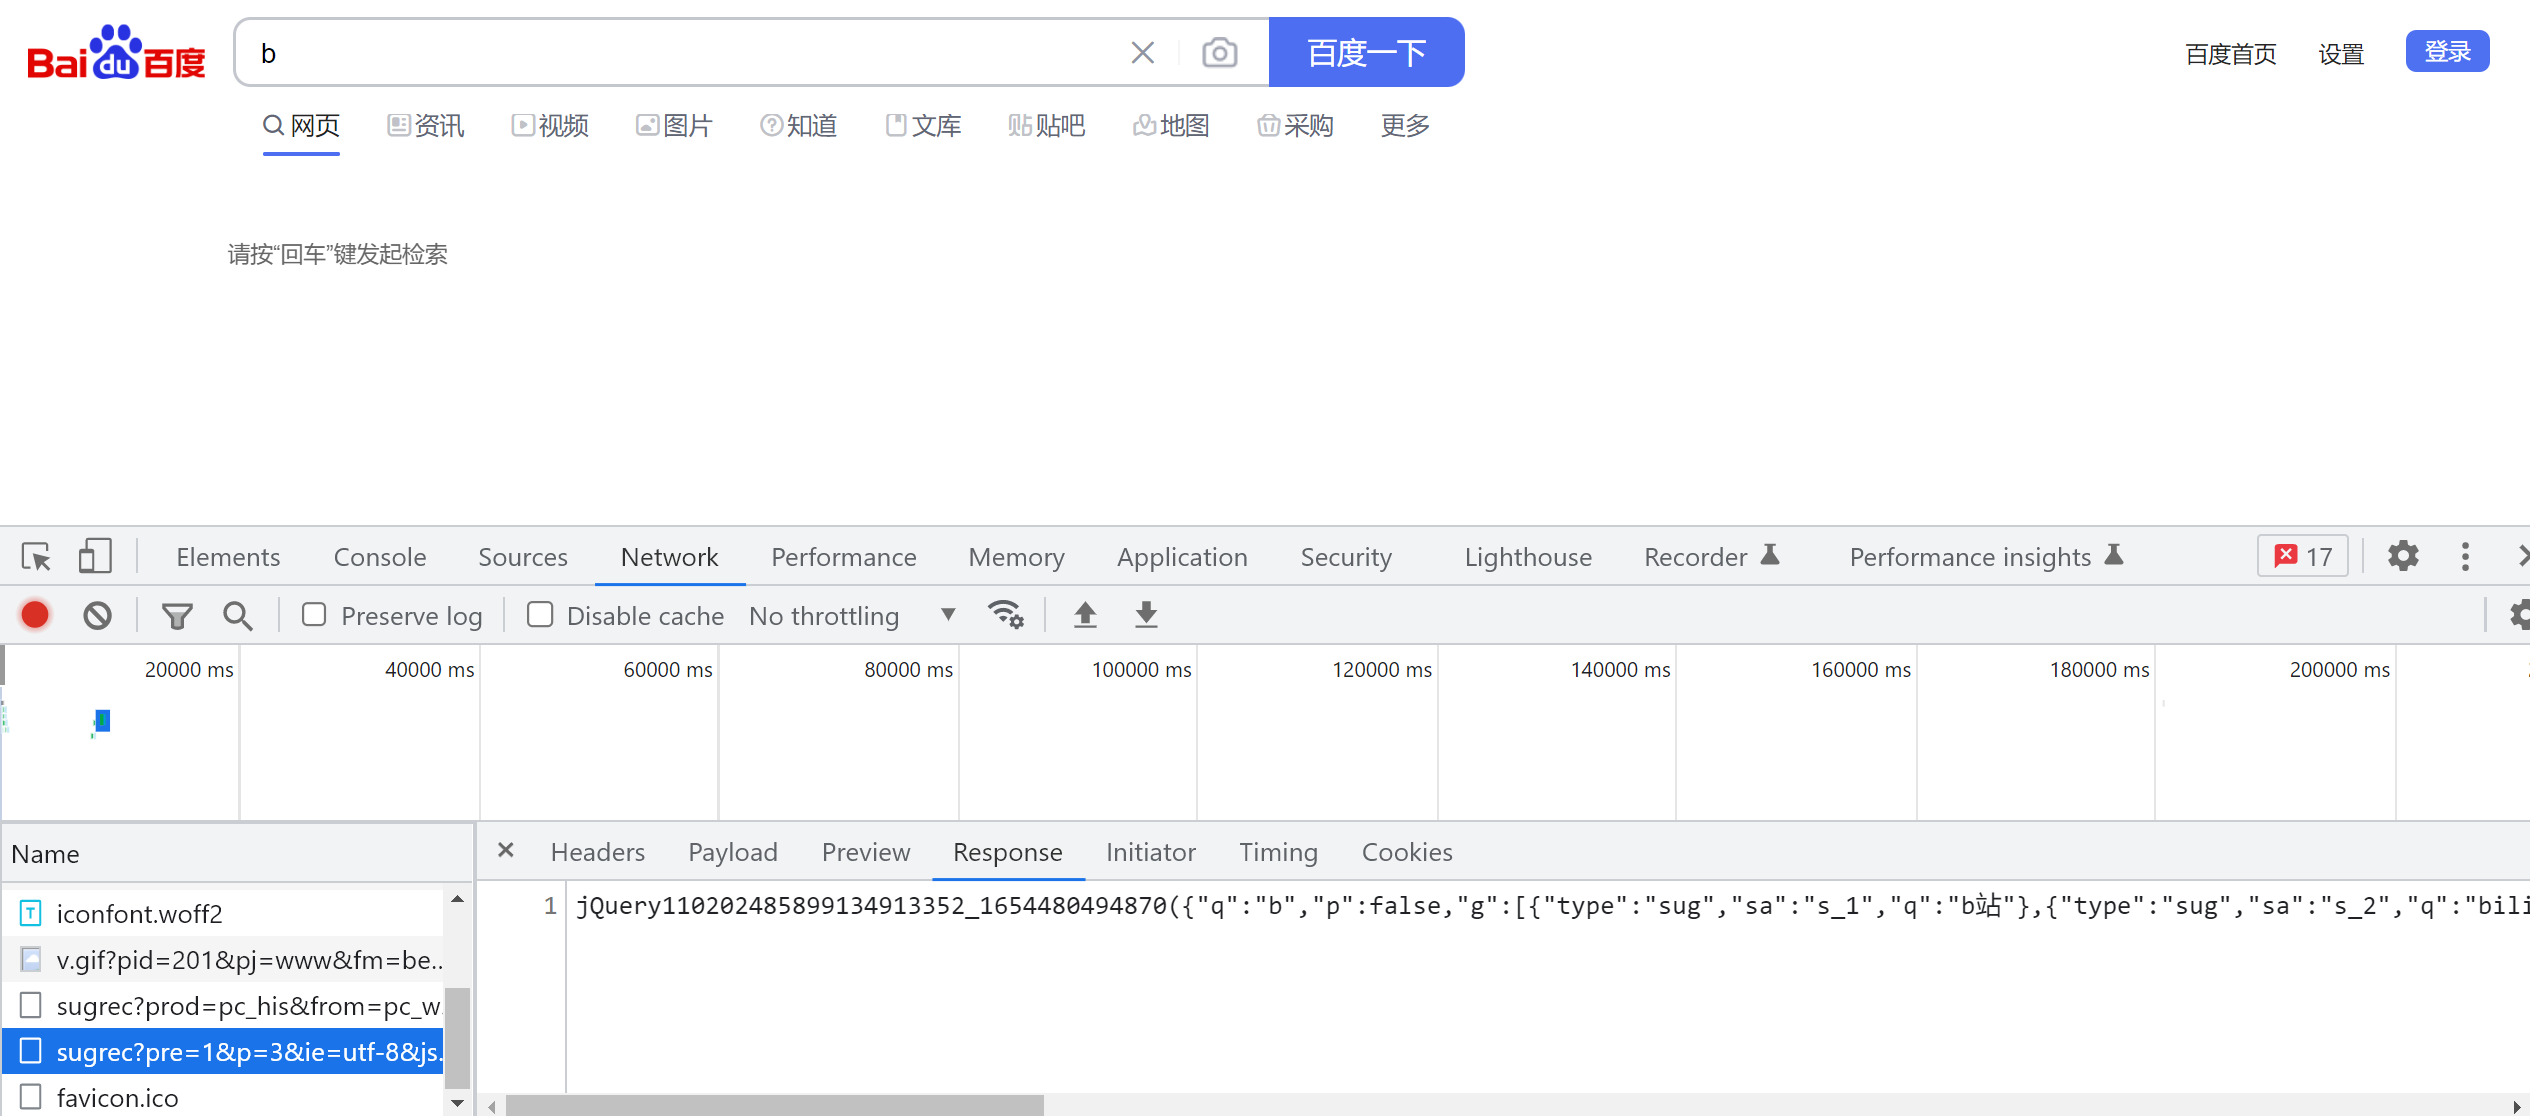 Bai du 百度 b 百度一下 百度首页 设置 登录
网页 资讯 视频 图片 知道 文库 贴 贴吧 地图 采购 更多
请按“回车”键发起检索
Elements Console Sources Network Performance Memory Application Security Lighthouse Recorder Performance insights 17
Preserve log Disable cache No throttling
20000 ms 40000 ms 60000 ms 80000 ms 100000 ms 120000 ms 140000 ms 160000 ms 180000 ms 200000 ms
Name Headers Payload Preview Response Initiator Timing Cookies
1 jQuery110202485899134913352_1654480494870({"q":"b","p":false,"g":[{"type":"sug","sa":"s_1","q":"b站"},{"type":"sug","sa":"s_2","q":"bili
iconfont.woff2
v.gif?pid=201&pj=www&fm=be..
sugrec?prod=pc_his&from=pc_w.
sugrec?pre=1&p=3&ie=utf-8&js.
favicon.ico